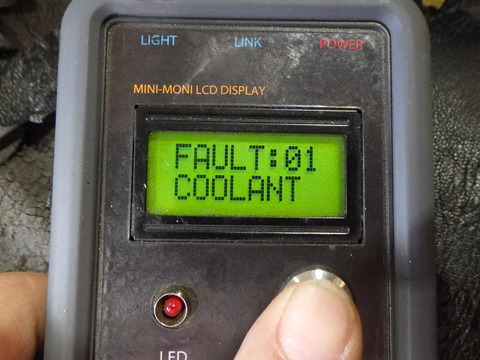 LIGHT LINK POWER
MINI-MONI LCD DISPLAY
FAULT:01
COOLANT
LED